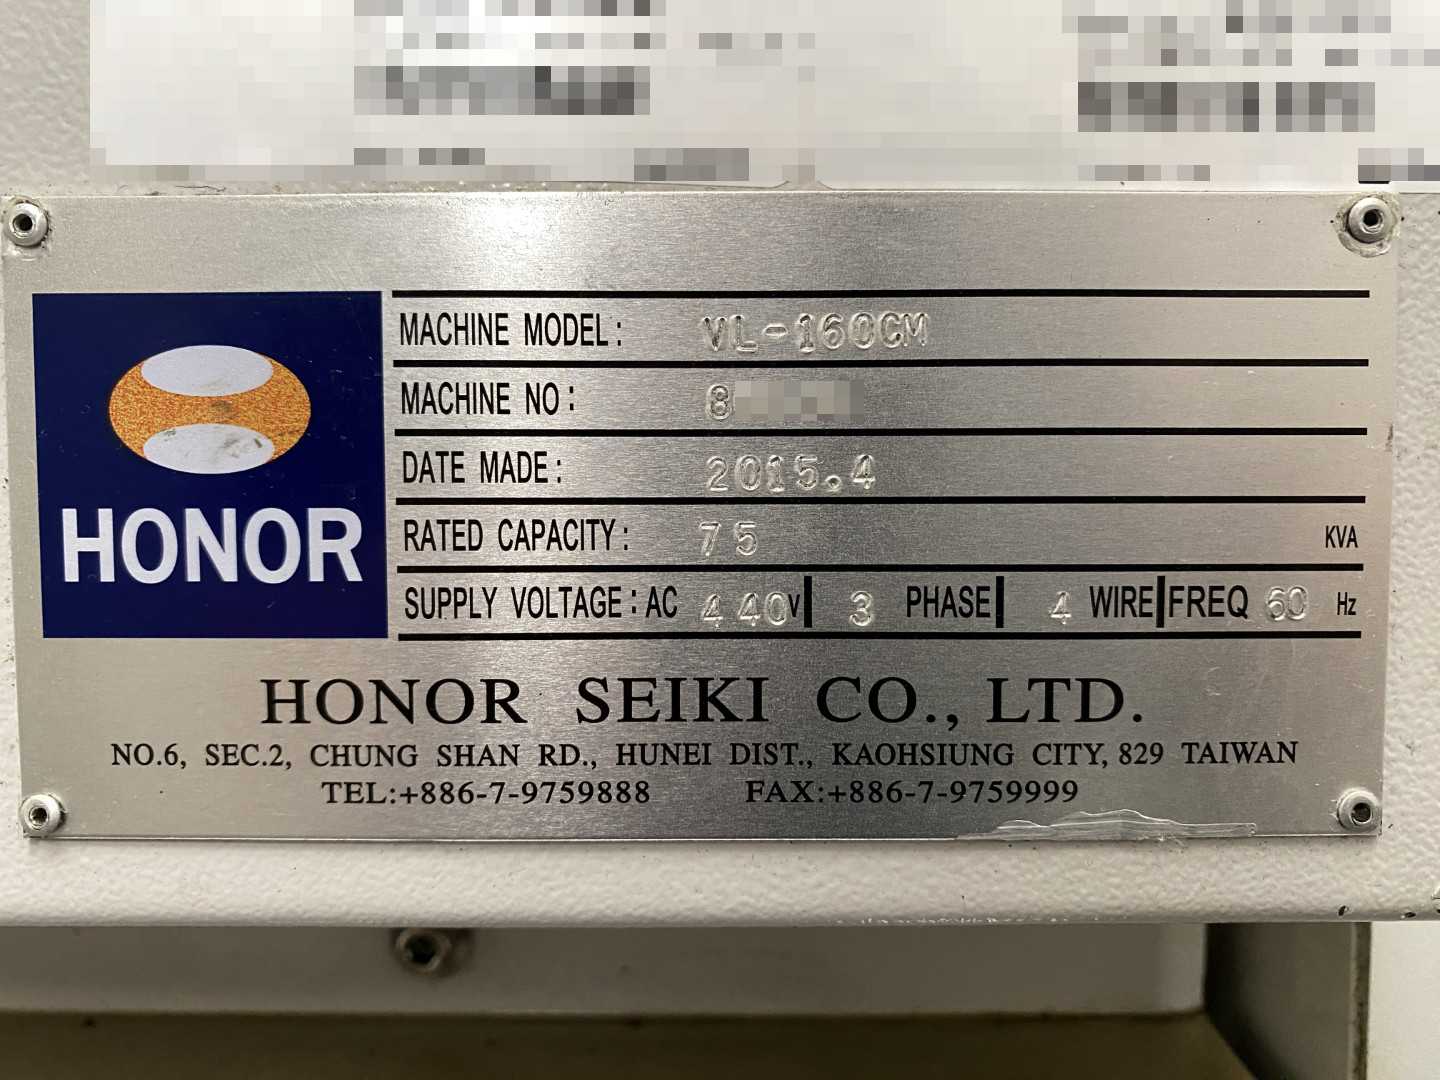 HONOR
MACHINE MODEL: VL-160CM
MACHINE NO: 8
DATE MADE: 2015.4
RATED CAPACITY: 75 KVA
SUPPLY VOLTAGE: AC 440V 3 PHASE 4 WIRE FREQ 60 Hz
HONOR SEIKI CO., LTD.
NO.6, SEC.2, CHUNG SHAN RD., HUNEI DIST., KAOHSIUNG CITY, 829 TAIWAN
TEL:+886-7-9759888 FAX:+886-7-9759999